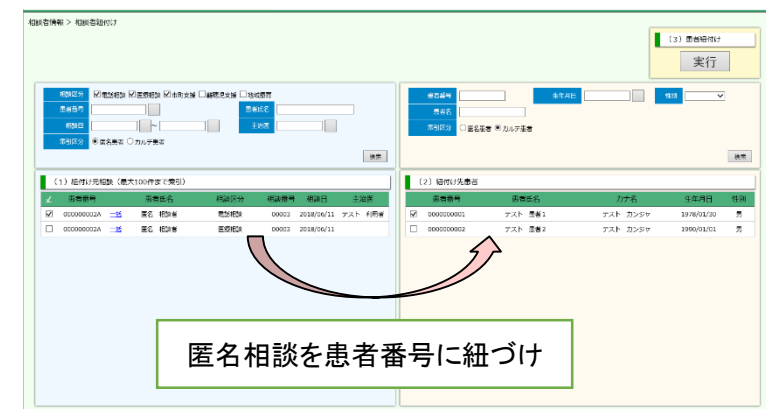 相談者情報 > 相談者紐付け
(3) 患者紐付け
実行
相談区分 電話相談 医療相談 市町支援 離聴児支援 地域療育
患者番号 患者氏名
相談日 ~ 主治医
索引区分 匿名患者 カルテ患者
検索
患者番号 生年月日 性別
患者名
索引区分 匿名患者 カルテ患者
検索
(1) 紐付け元相談 (最大100件まで索引)
患者番号 患者氏名 相談区分 相談番号 相談日 主治医
000000002A 一括 匿名 相談者 電話相談 00003 2018/06/11 テスト 利用者
000000002A 一括 匿名 相談者 医療相談 00003 2018/06/11
(2) 紐付け先患者
患者番号 患者氏名 カナ名 生年月日 性別
0000000001 テスト 患者1 テスト カンジャ 1978/01/20 男
0000000002 テスト 患者2 テスト カンジャ 1990/01/01 男
匿名相談を患者番号に紐づけ